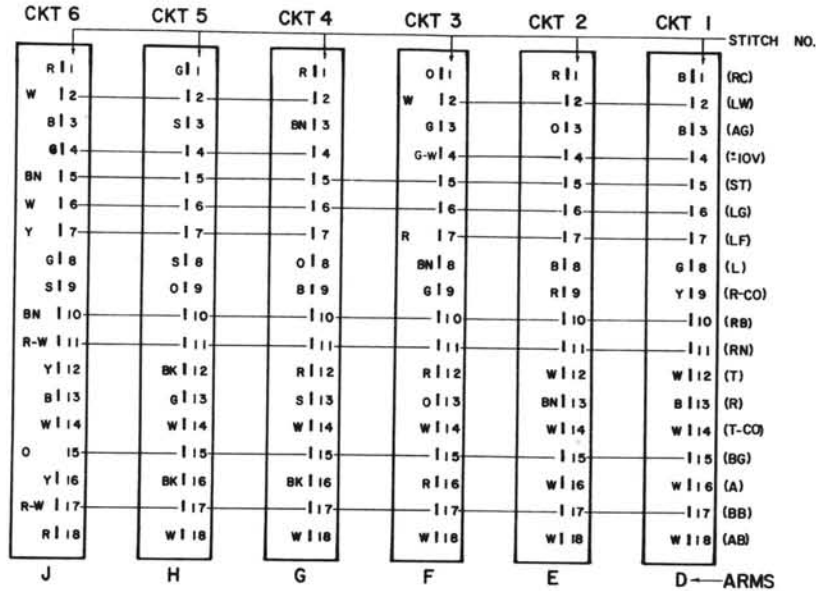 CKT 6 CKT 5 CKT 4 CKT 3 CKT 2 CKT 1
STITCH NO.
R 1 G 1 R 1 O 1 R 1 B 1 (RC)
W 2 2 2 W 2 2 2 (LW)
B 3 S 3 BN 3 G 3 O 3 B 3 (AG)
G 4 4 4 G-W 4 4 4 (±10V)
BN 5 5 5 5 5 5 (ST)
W 6 6 6 6 6 6 (LG)
Y 7 7 7 R 7 7 7 (LF)
G 8 S 8 O 8 BN 8 B 8 G 8 (L)
S 9 O 9 B 9 G 9 R 9 Y 9 (R-CO)
BN 10 10 10 10 10 10 (RB)
R-W 11 11 11 11 11 11 (RN)
Y 12 BK 12 R 12 R 12 W 12 W 12 (T)
B 13 G 13 S 13 O 13 BN 13 B 13 (R)
W 14 W 14 W 14 W 14 W 14 W 14 (T-CO)
O 15 15 15 15 15 15 (BG)
Y 16 BK 16 BK 16 R 16 W 16 W 16 (A)
R-W 17 17 17 17 17 17 (BB)
R 18 W 18 W 18 W 18 W 18 W 18 (AB)
J H G F E D ARMS